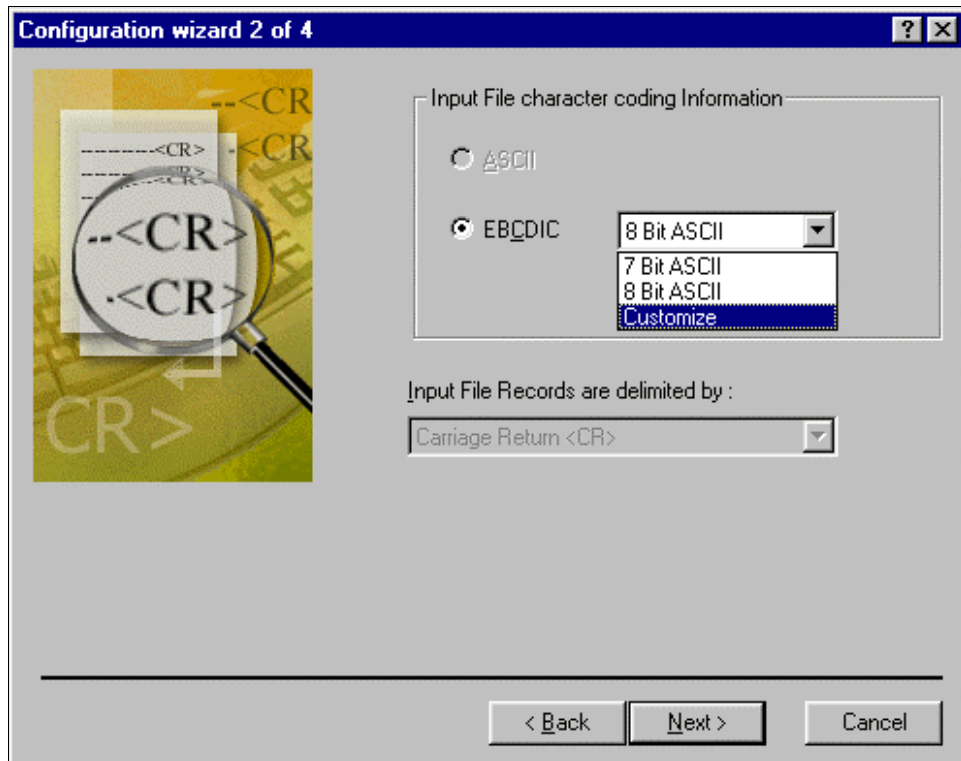 Configuration wizard 2 of 4
--<CR
-<CR
--------<CR>
<CR>
<CR>
--<CR>
.<CR>
CR>
Input File character coding Information
ASCII
EBCDIC
8 Bit ASCII
7 Bit ASCII
8 Bit ASCII
Customize
Input File Records are delimited by :
Carriage Return <CR>
< Back
Next >
Cancel